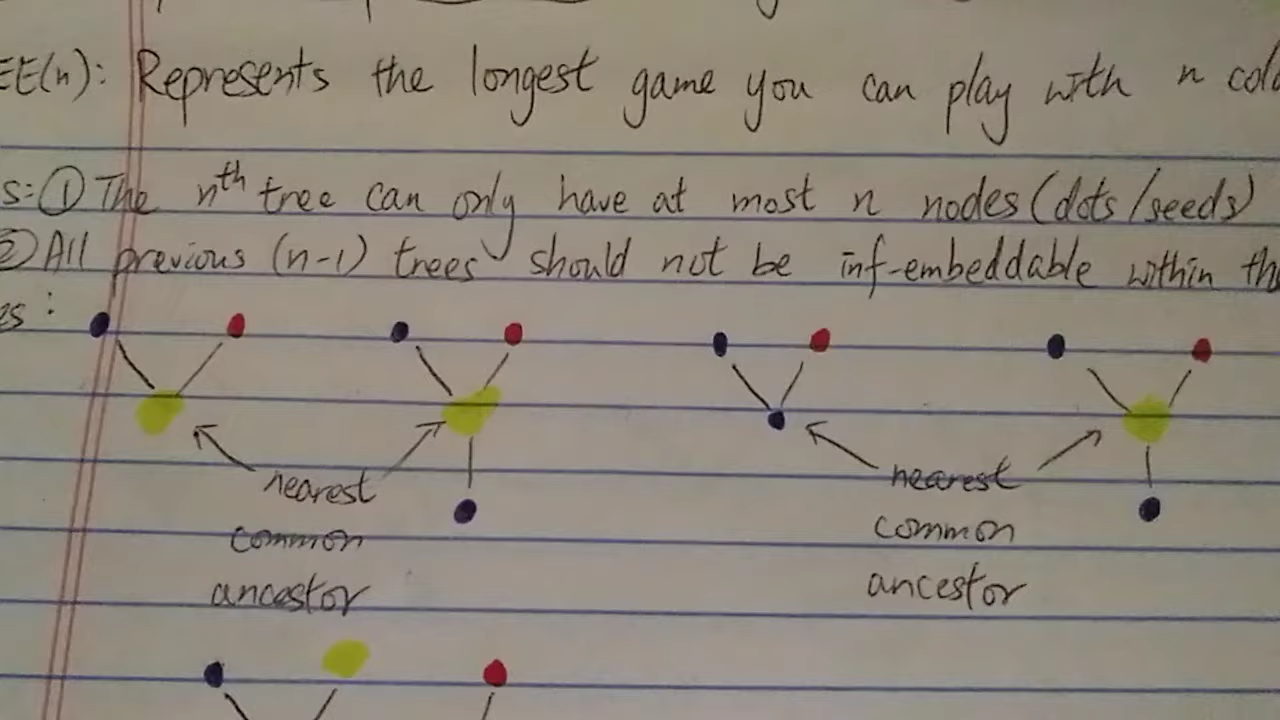 EE(n): Represents the longest game you can play with n colo
s: ① The nth tree can only have at most n nodes (dots/seeds)
② All previous (n-1) trees should not be inf-embeddable within th
es:
nearest common ancestor
nearest common ancestor